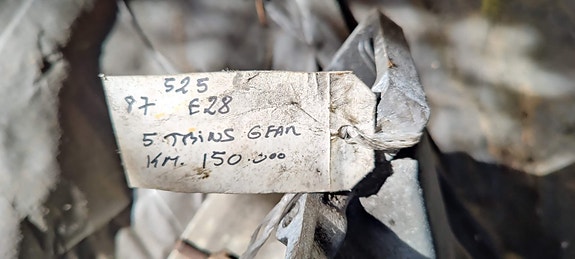 525
87 E28
5 TRINS GEAR
KM. 150.000